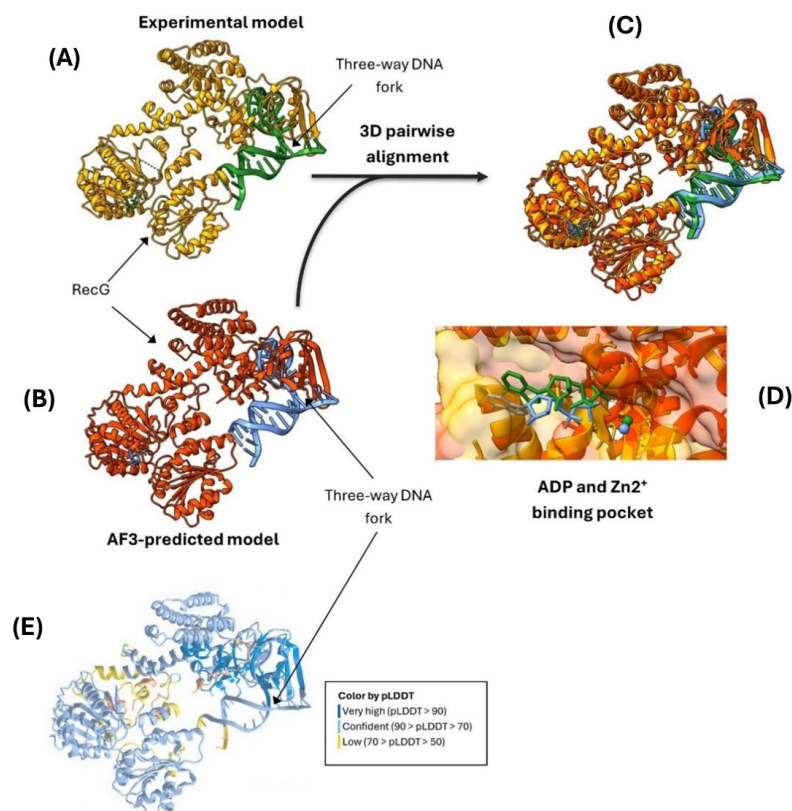 Experimental model
(C)
(A)
Three-way DNA
fork
3D pairwise
alignment
RecG
(B)
(D)
ADP and Zn2⁺
binding pocket
Three-way DNA
fork
AF3-predicted model
(E)
Color by pLDDT
Very high (pLDDT > 90)
Confident (90 > pLDDT > 70)
Low (70 > pLDDT > 50)